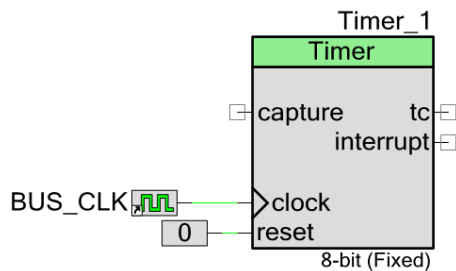 Timer_1
Timer
capture tc
interrupt
BUS_CLK clock
0 reset
8-bit (Fixed)